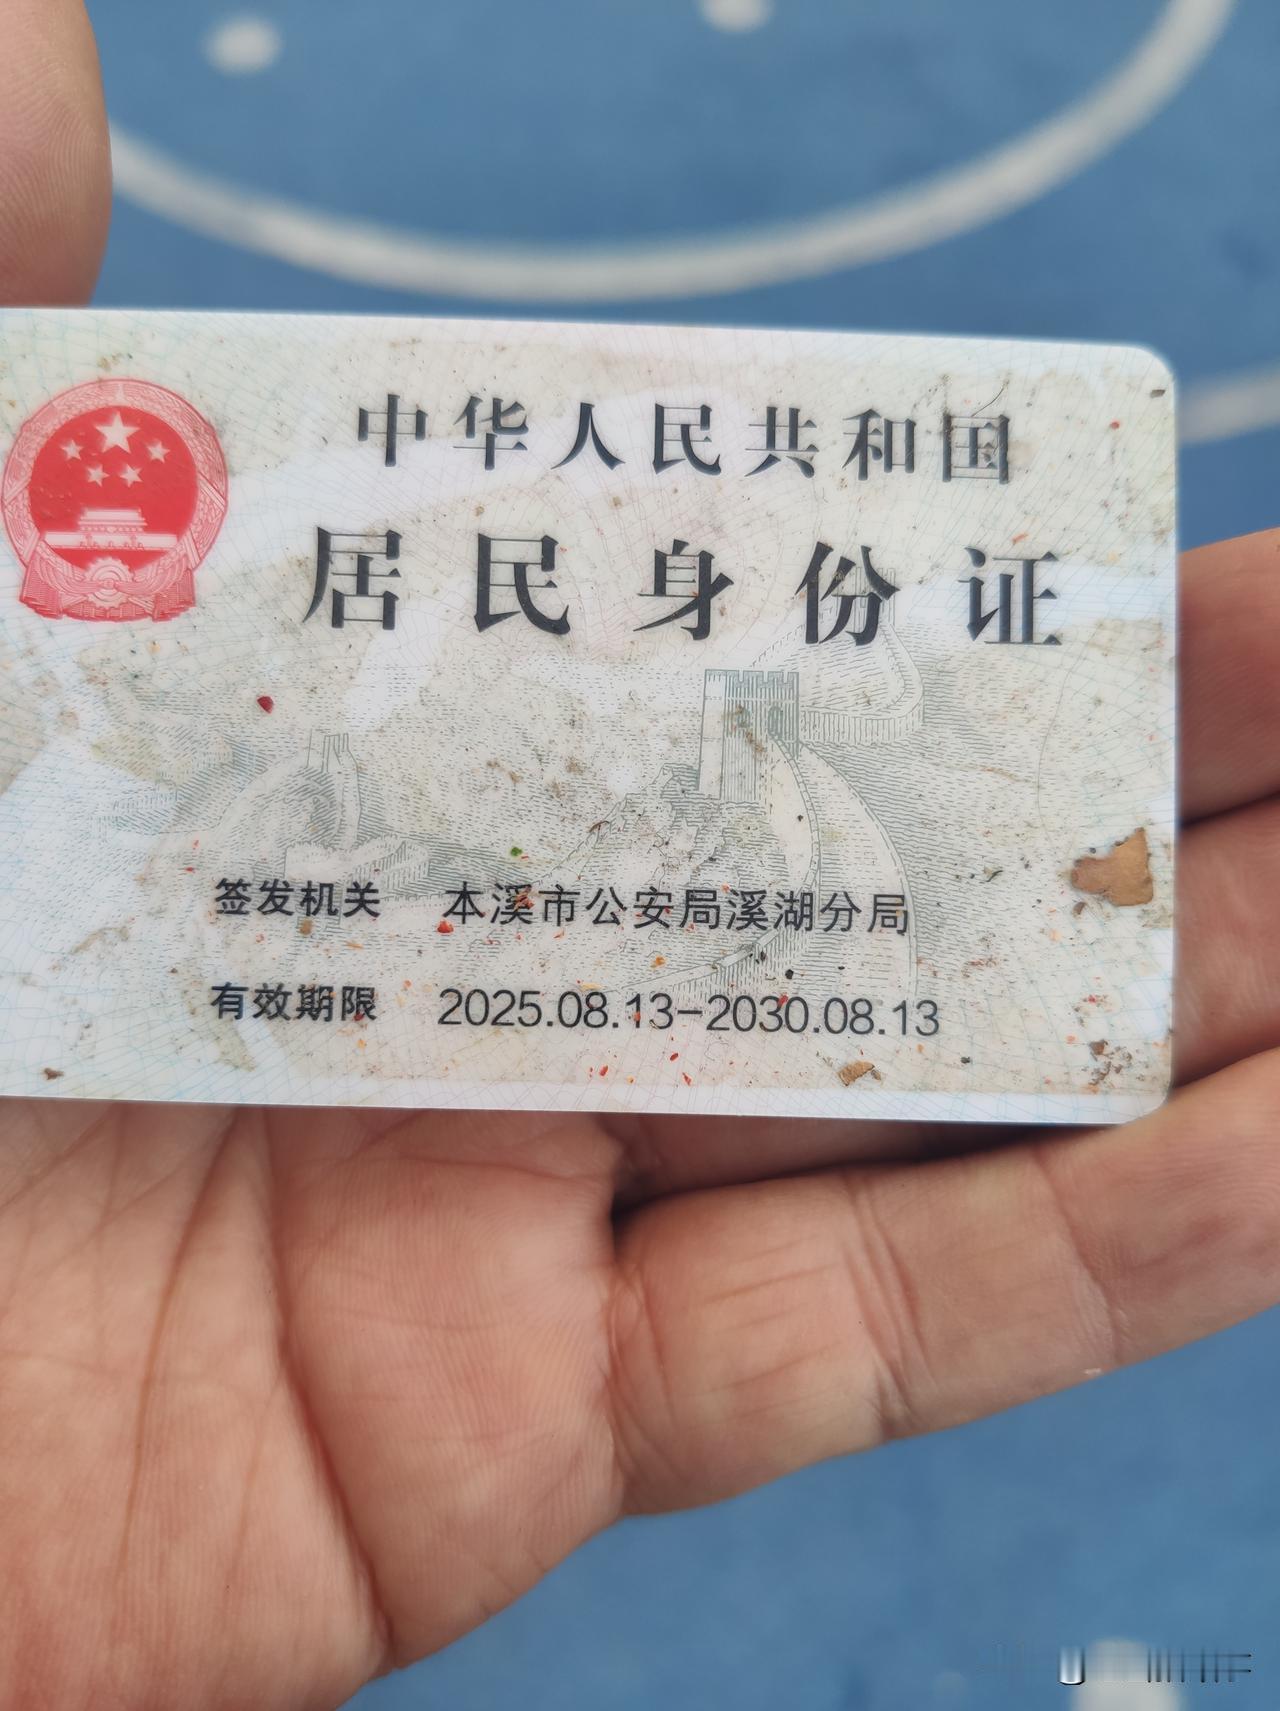 中华人民共和国
居民身份证
签发机关 本溪市公安局溪湖分局
有效期限 2025.08.13-2030.08.13